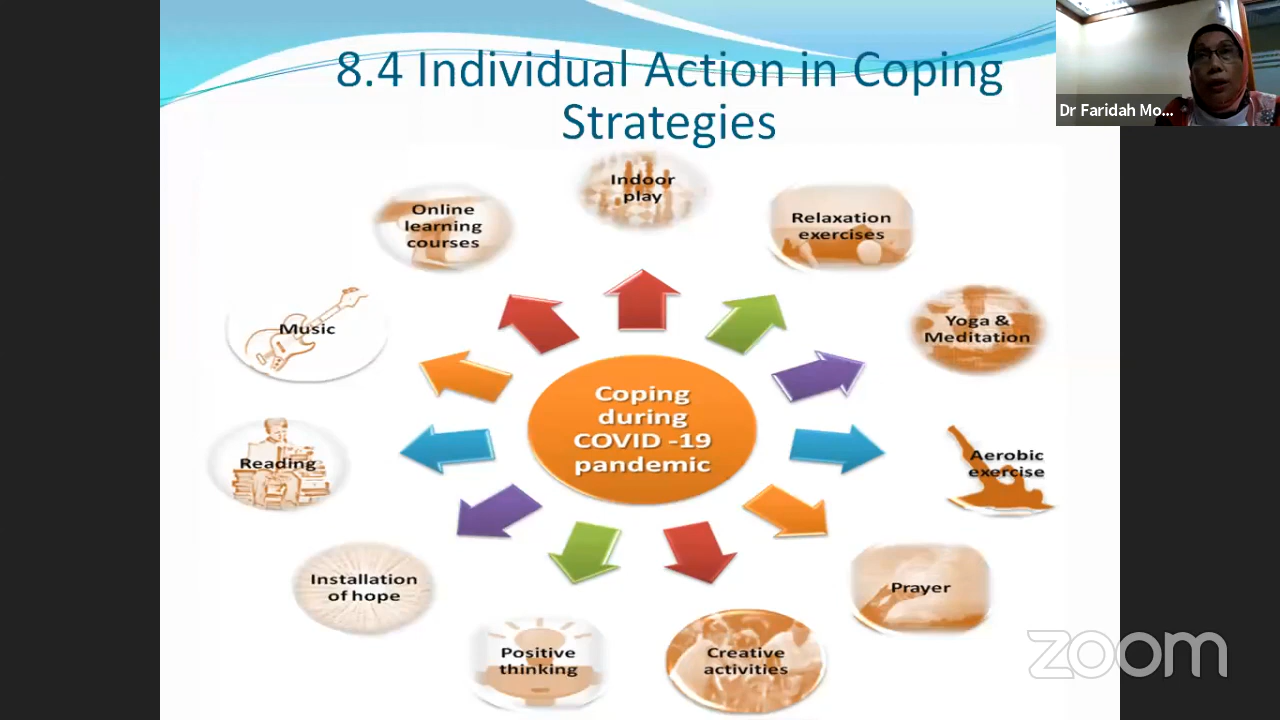 8.4 Individual Action in Coping
Strategies
Dr Faridah Mo...
Indoor
play
Relaxation
exercises
Yoga &
Meditation
Aerobic
exercise
Prayer
Creative
activities
Positive
thinking
Installation
of hope
Reading
Music
Online
learning
courses
Coping
during
COVID -19
pandemic
zoom